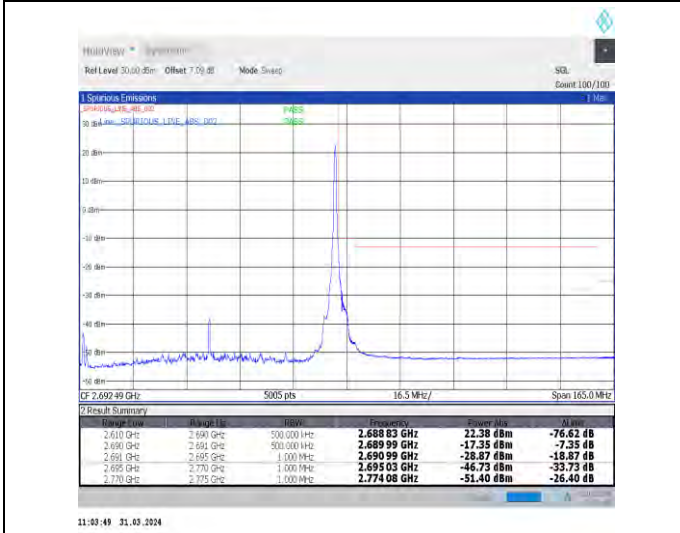 MultiView Spectrum
Ref Level 30.00 dBm Offset 7.09 dB Mode Sweep SGL
Count 100/100
1 Spurious Emissions 1 Max
_SPURIOUS_LINE_ABS_002 PASS
Line _SPURIOUS_LINE_ABS_002 PASS
30 dBm
20 dBm
10 dBm
0 dBm
-10 dBm
-20 dBm
-30 dBm
-40 dBm
-50 dBm
-60 dBm
CF 2.692 49 GHz 5005 pts 16.5 MHz/ Span 165.0 MHz
2 Result Summary
Range Low Range Up RBW Frequency Power Abs ΔLimit
2.610 GHz 2.690 GHz 500.000 kHz 2.688 83 GHz 22.38 dBm -76.62 dB
2.690 GHz 2.691 GHz 500.000 kHz 2.689 99 GHz -17.35 dBm -7.35 dB
2.691 GHz 2.695 GHz 1.000 MHz 2.690 99 GHz -28.87 dBm -18.87 dB
2.695 GHz 2.770 GHz 1.000 MHz 2.695 03 GHz -46.73 dBm -33.73 dB
2.770 GHz 2.775 GHz 1.000 MHz 2.774 08 GHz -51.40 dBm -26.40 dB
11:03:49 31.03.2024